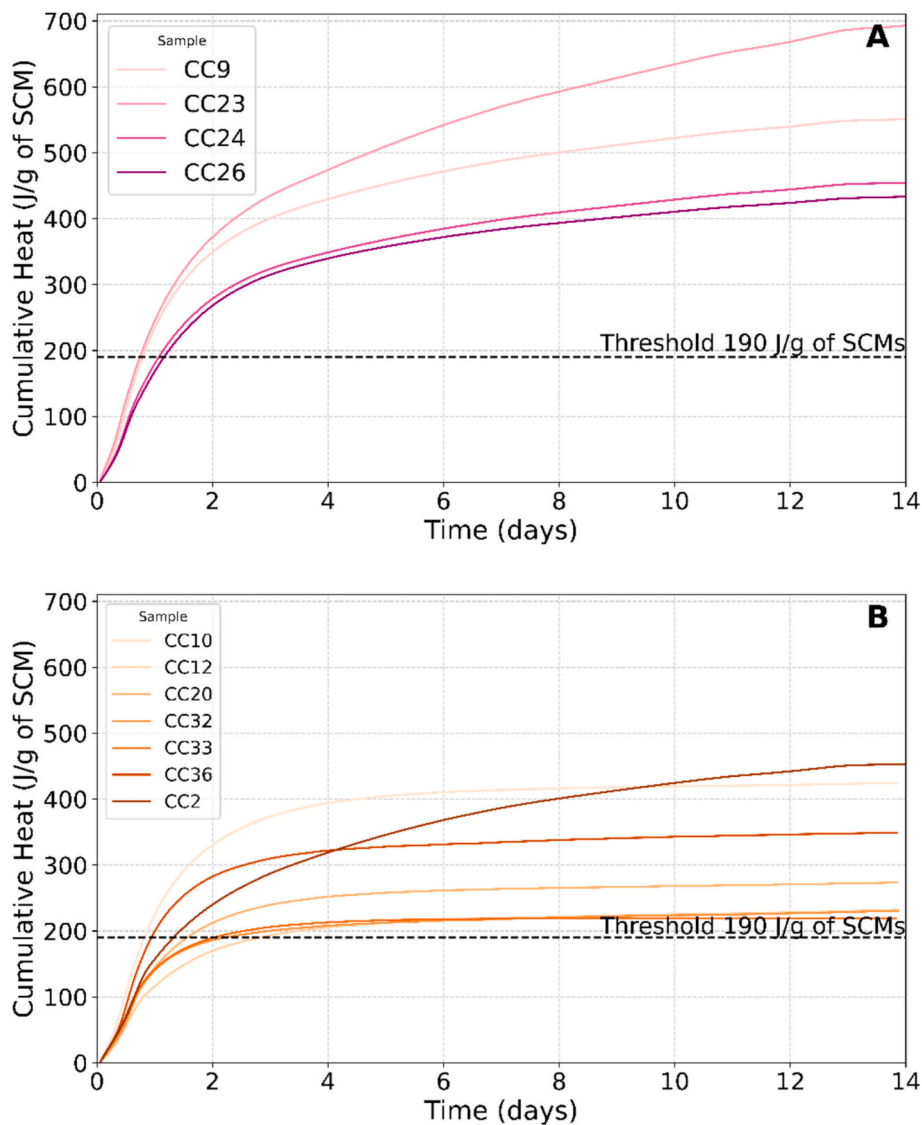 A
Sample
CC9
CC23
CC24
CC26
700
600
500
400
300
200
100
0
Cumulative Heat (J/g of SCM)
Threshold 190 J/g of SCMs
0 2 4 6 8 10 12 14
Time (days)
B
Sample
CC10
CC12
CC20
CC32
CC33
CC36
CC2
700
600
500
400
300
200
100
0
Cumulative Heat (J/g of SCM)
Threshold 190 J/g of SCMs
0 2 4 6 8 10 12 14
Time (days)